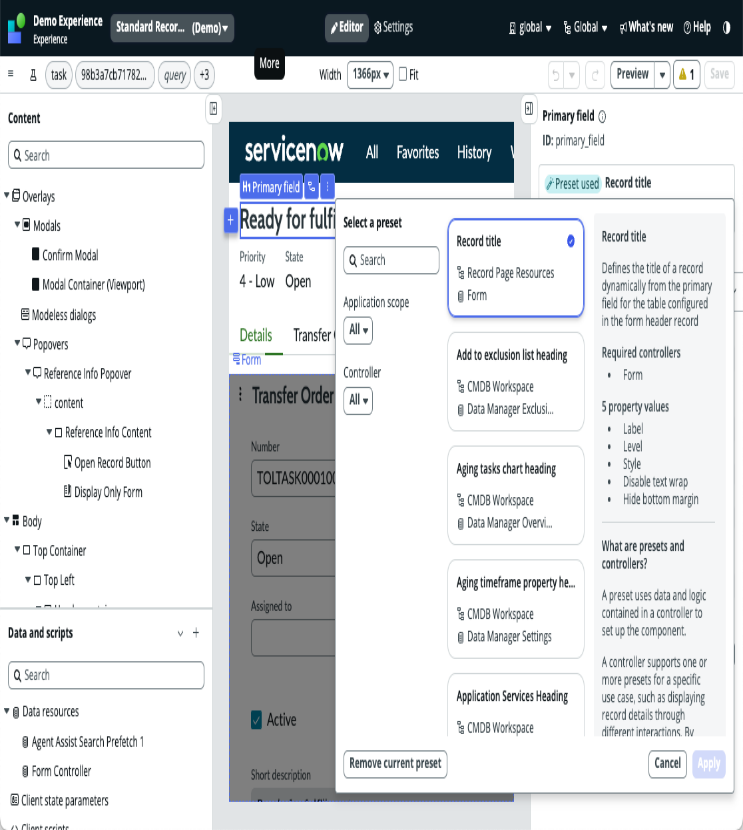 Demo Experience
Experience
Standard Recor... (Demo)
Editor
Settings
global
Global
What's new
Help
More
task
98b3a7cb71782...
query
+3
Width
1366px
Fit
Preview
1
Save
Content
Search
Overlays
Modals
Confirm Modal
Modal Container (Viewport)
Modeless dialogs
Popovers
Reference Info Popover
content
Reference Info Content
Open Record Button
Display Only Form
Body
Top Container
Top Left
Data and scripts
Search
Data resources
Agent Assist Search Prefetch 1
Form Controller
Client state parameters
Client scripts
servicenow
All
Favorites
History
H1 Primary field
Ready for fulfi
Priority
State
4 - Low
Open
Details
Transfer
Form
Transfer Order
Number
TOLTASK000100
State
Open
Assigned to
Active
Short description
Primary field
ID: primary_field
Preset used
Record title
Select a preset
Search
Application scope
All
Controller
All
Record title
Record Page Resources
Form
Add to exclusion list heading
CMDB Workspace
Data Manager Exclusi...
Aging tasks chart heading
CMDB Workspace
Data Manager Overvi...
Aging timeframe property he...
CMDB Workspace
Data Manager Settings
Application Services Heading
CMDB Workspace
Record title
Defines the title of a record
dynamically from the primary
field for the table configured
in the form header record
Required controllers
• Form
5 property values
• Label
• Level
• Style
• Disable text wrap
• Hide bottom margin
What are presets and
controllers?
A preset uses data and logic
contained in a controller to
set up the component.
A controller supports one or
more presets for a specific
use case, such as displaying
record details through
different interactions. By
Remove current preset
Cancel
Apply